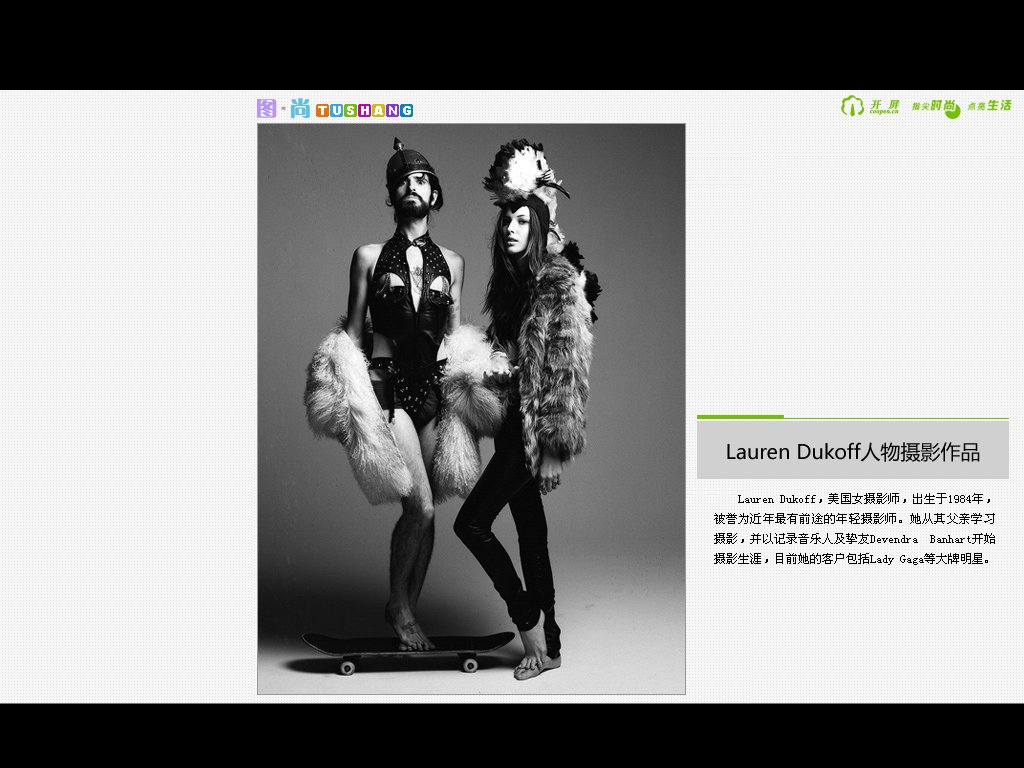 图·尚 TUSHANG
开屏 coopen.cn 指尖时尚 点亮生活
Lauren Dukoff人物摄影作品
Lauren Dukoff，美国女摄影师，出生于1984年，
被誉为近年最有前途的年轻摄影师。她从其父亲学习
摄影，并以记录音乐人及挚友Devendra Banhart开始
摄影生涯，目前她的客户包括Lady Gaga等大牌明星。